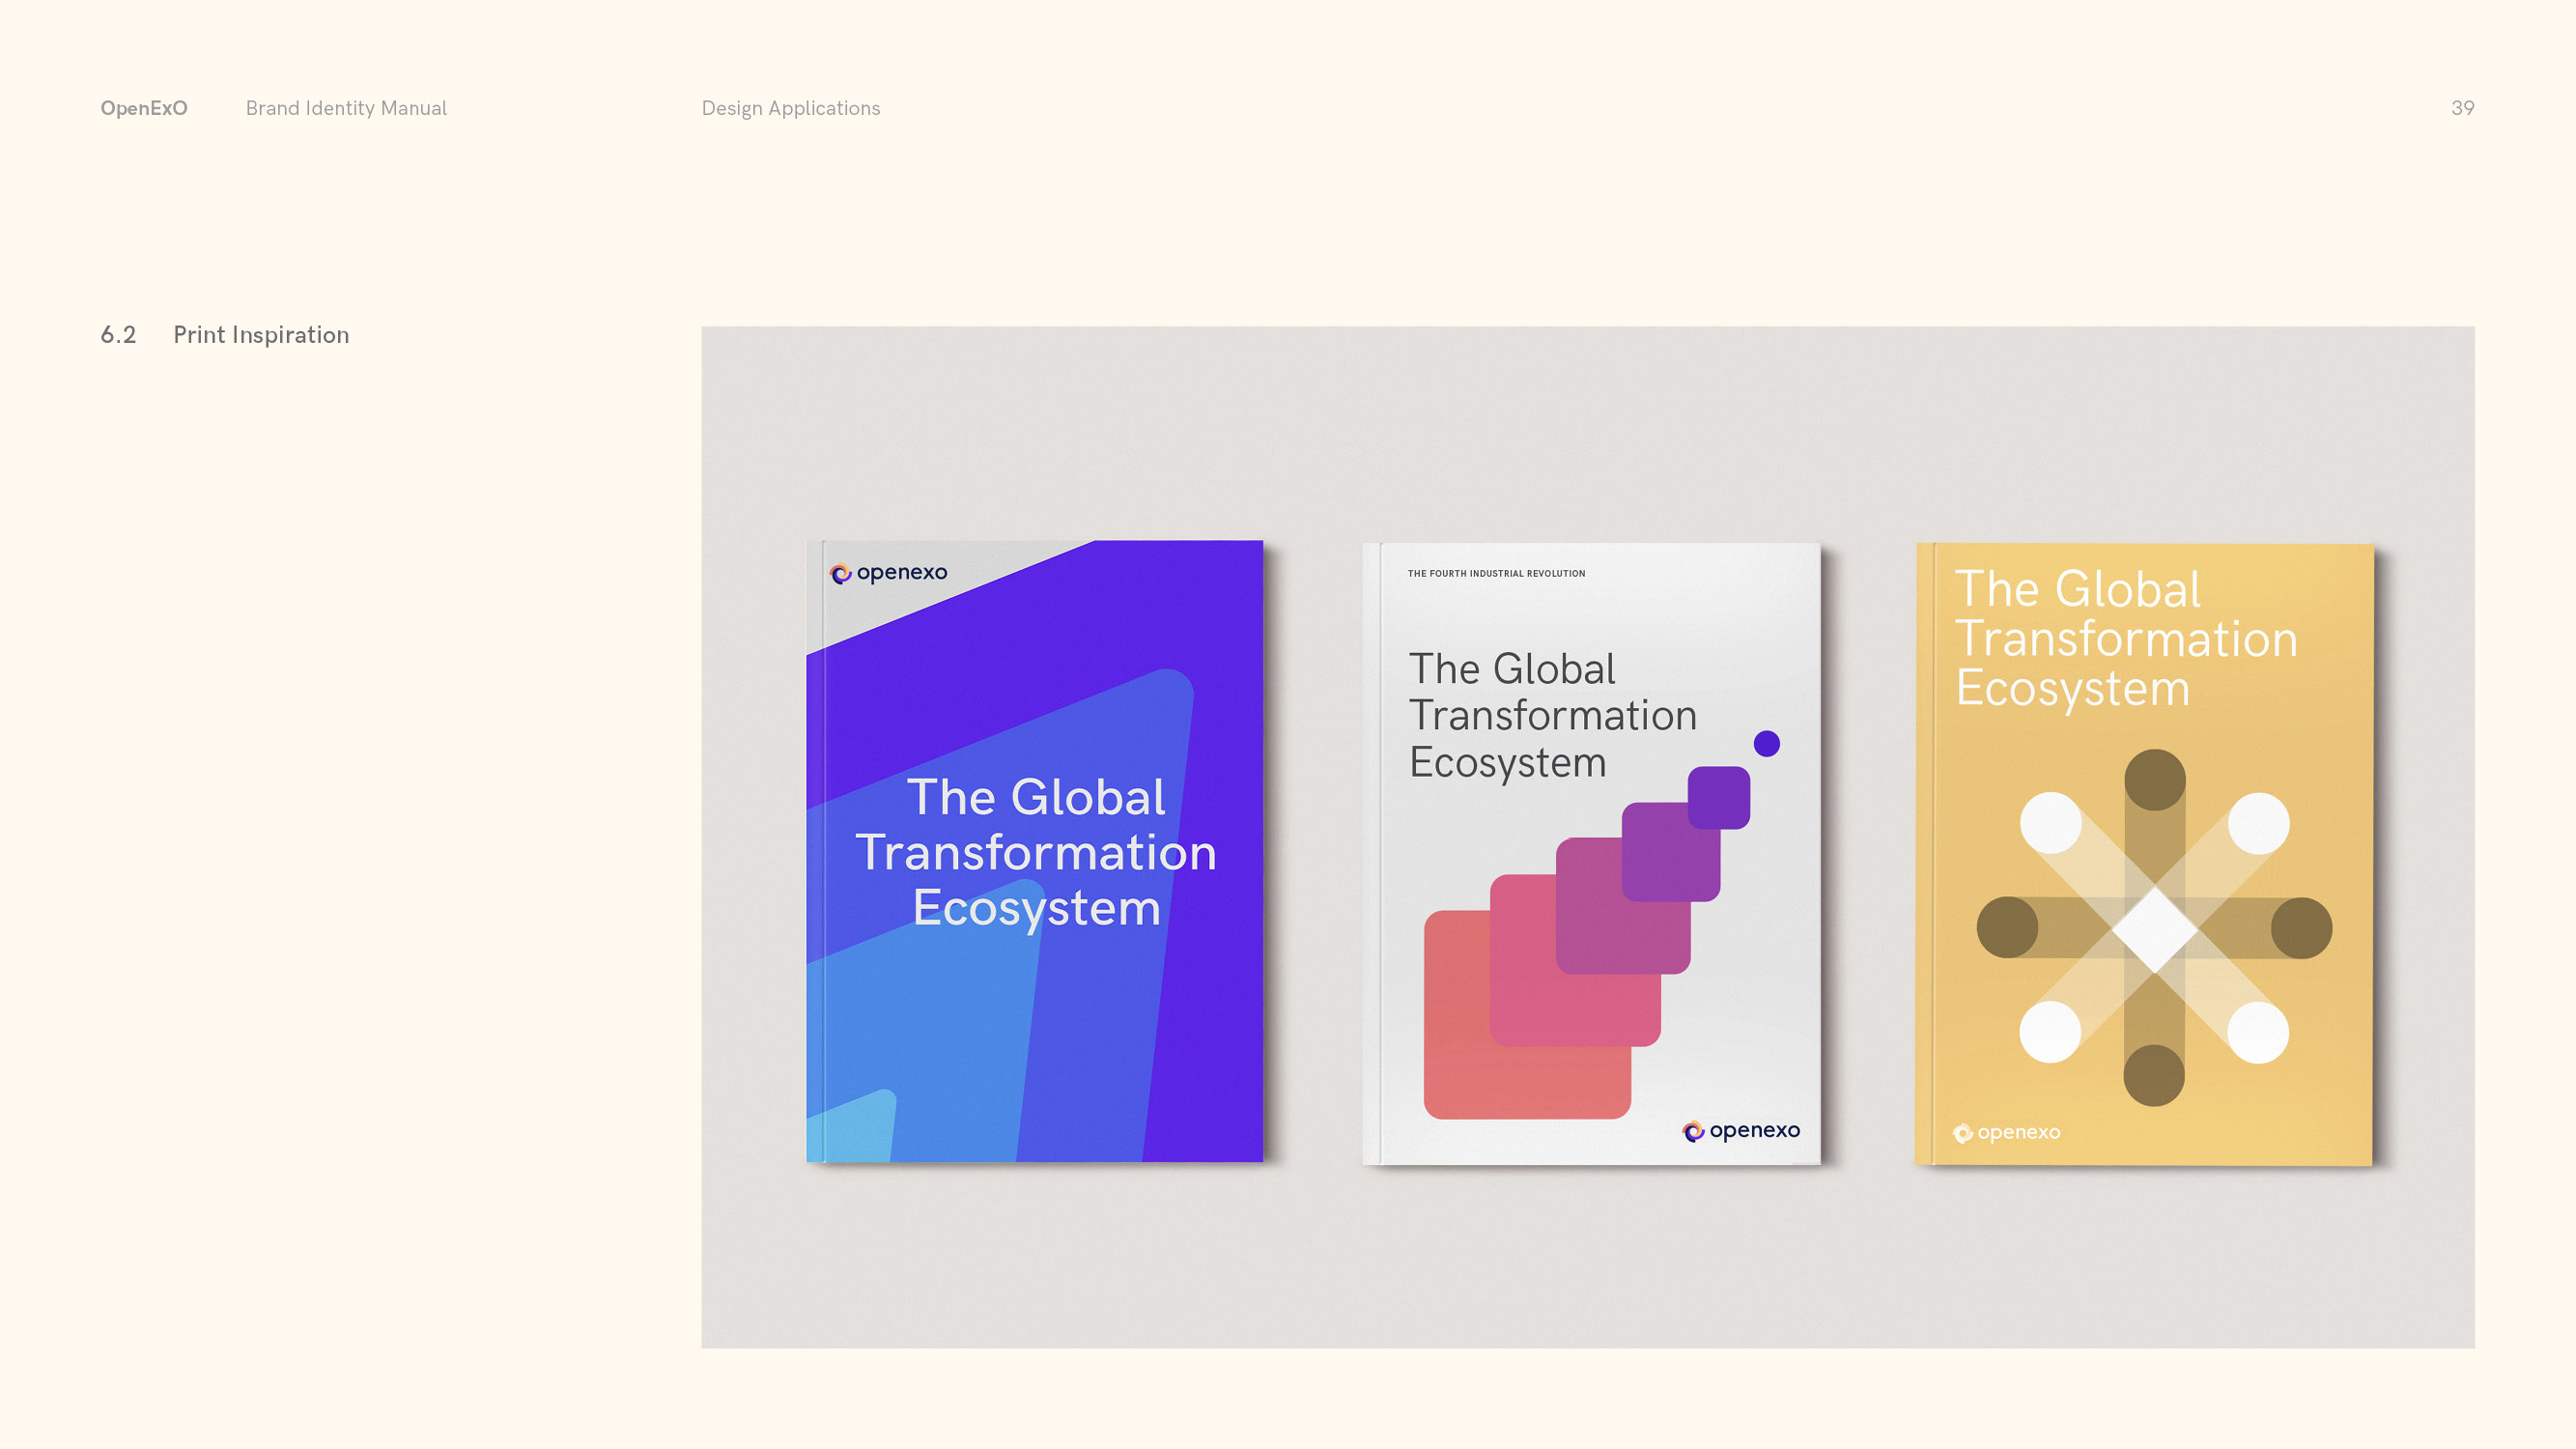 OpenExO Brand Identity Manual Design Applications 39
6.2 Print Inspiration
openexo
The Global
Transformation
Ecosystem
THE FOURTH INDUSTRIAL REVOLUTION
The Global
Transformation
Ecosystem
openexo
The Global
Transformation
Ecosystem
openexo